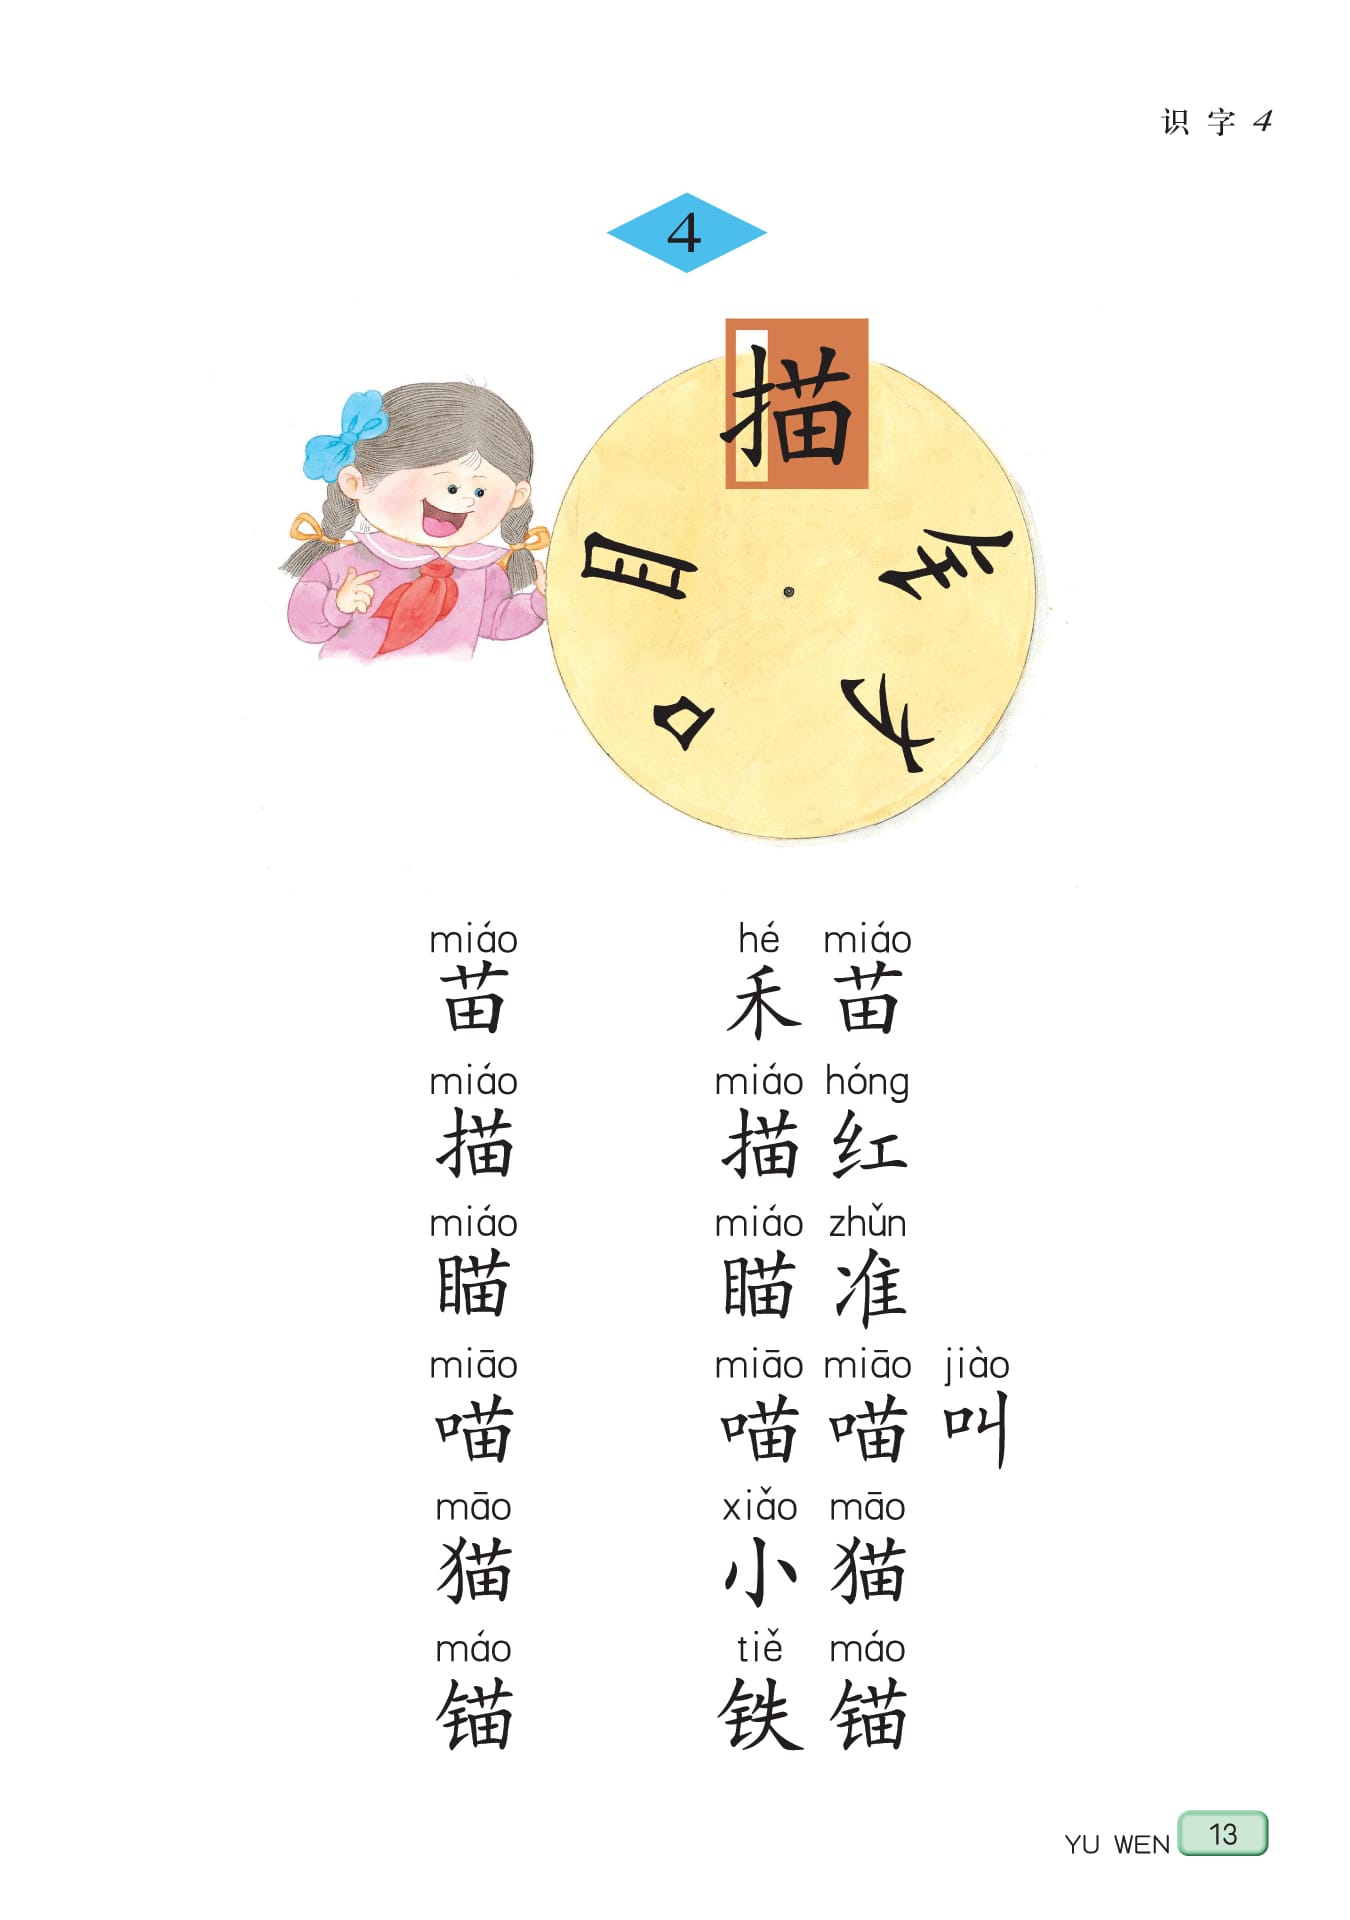 识字4
4
描
目 钅
口 犭
miáo hé miáo
苗 禾苗
miáo miáo hóng
描 描红
miáo miáo zhǔn
瞄 瞄准
miāo miāo miāo jiào
喵 喵喵叫
māo xiǎo māo
猫 小猫
máo tiě máo
锚 铁锚
YU WEN 13